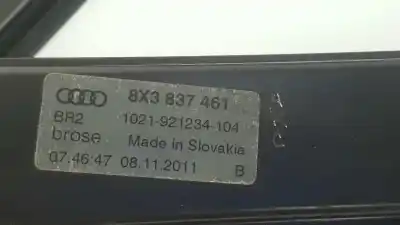 8X3 837 461
BR2 1021-921234-104
brose Made in Slovakia
07.46:47 08.11.2011 B